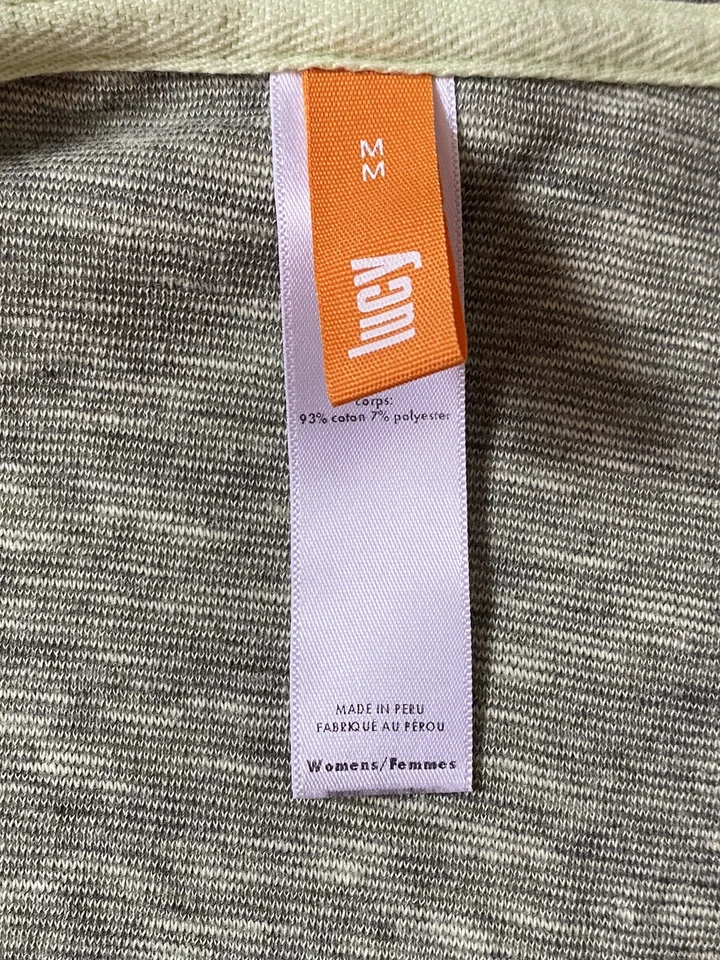 M
M
lucy
corps:
93% coton 7% polyester
MADE IN PERU
FABRIQUÉ AU PÉROU
Womens/Femmes